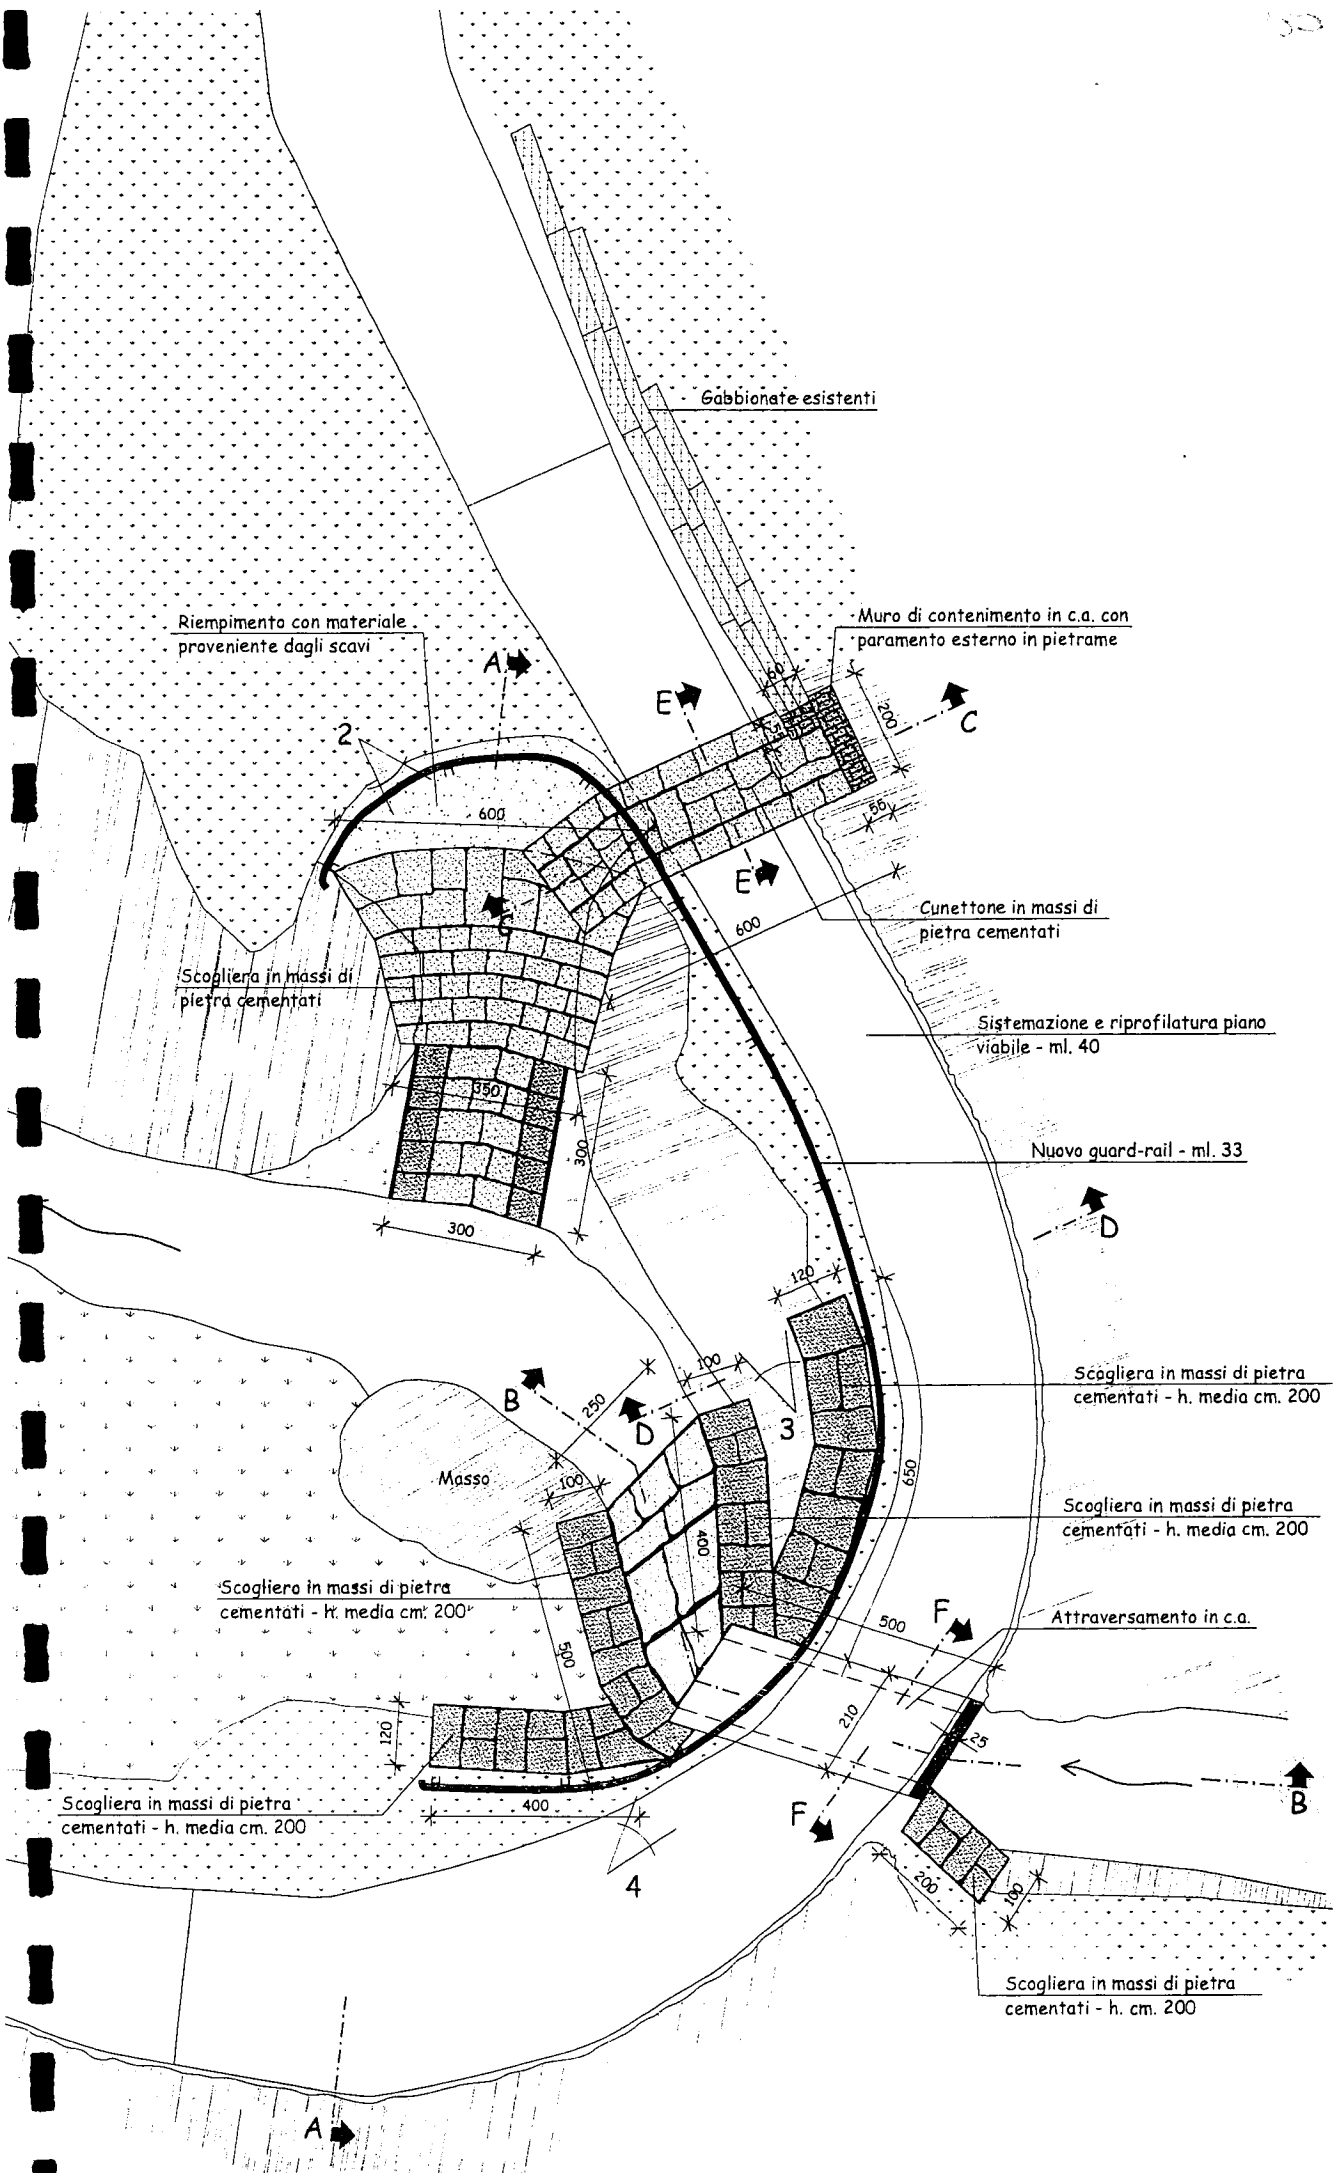 Gabbionate esistenti
Muro di contenimento in c.a. con
paramento esterno in pietrame
Riempimento con materiale
proveniente dagli scavi
A
E
60
200
C
2
55
600
E
C
600
Cunettone in massi di
pietra cementati
Scogliera in massi di
pietra cementati
Sistemazione e riprofilatura piano
viabile - ml. 40
350
300
Nuovo guard-rail - ml. 33
300
D
120
100
B
250
D
3
Scogliera in massi di pietra
cementati - h. media cm. 200
Masso
100
650
400
Scogliera in massi di pietra
cementati - h. media cm. 200
Scogliero in massi di pietra
cementati - h. media cm. 200
500
F
500
Attraversamento in c.a.
120
210
25
B
Scogliera in massi di pietra
cementati - h. media cm. 200
400
F
4
200
100
Scogliera in massi di pietra
cementati - h. cm. 200
A